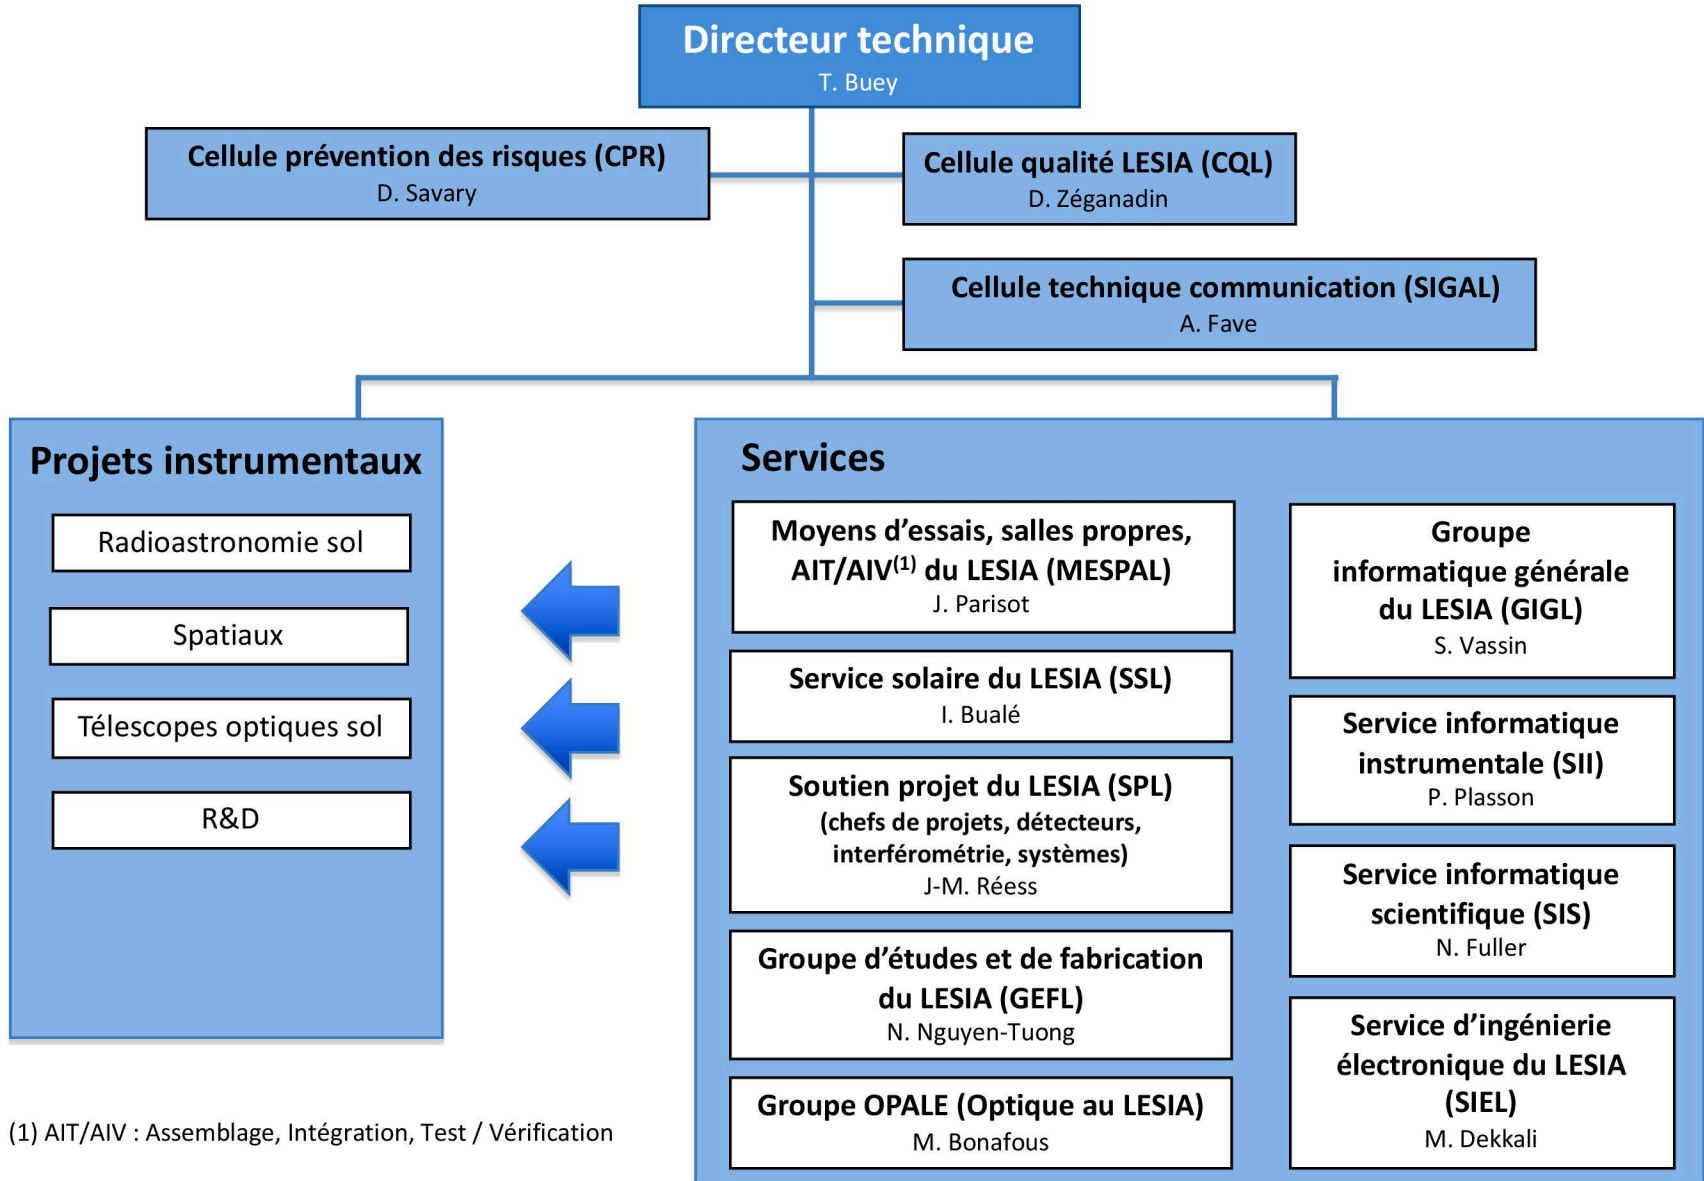 Directeur technique
T. Buey
Cellule prévention des risques (CPR)
D. Savary
Cellule qualité LESIA (CQL)
D. Zéganadin
Cellule technique communication (SIGAL)
A. Fave
Projets instrumentaux
Radioastronomie sol
Spatiaux
Télescopes optiques sol
R&D
Services
Moyens d’essais, salles propres,
AIT/AIV(1) du LESIA (MESPAL)
J. Parisot
Service solaire du LESIA (SSL)
I. Bualé
Soutien projet du LESIA (SPL)
(chefs de projets, détecteurs,
interférométrie, systèmes)
J-M. Réess
Groupe d’études et de fabrication
du LESIA (GEFL)
N. Nguyen-Tuong
Groupe OPALE (Optique au LESIA)
M. Bonafous
Groupe
informatique générale
du LESIA (GIGL)
S. Vassin
Service informatique
instrumentale (SII)
P. Plasson
Service informatique
scientifique (SIS)
N. Fuller
Service d’ingénierie
électronique du LESIA
(SIEL)
M. Dekkali
(1) AIT/AIV : Assemblage, Intégration, Test / Vérification